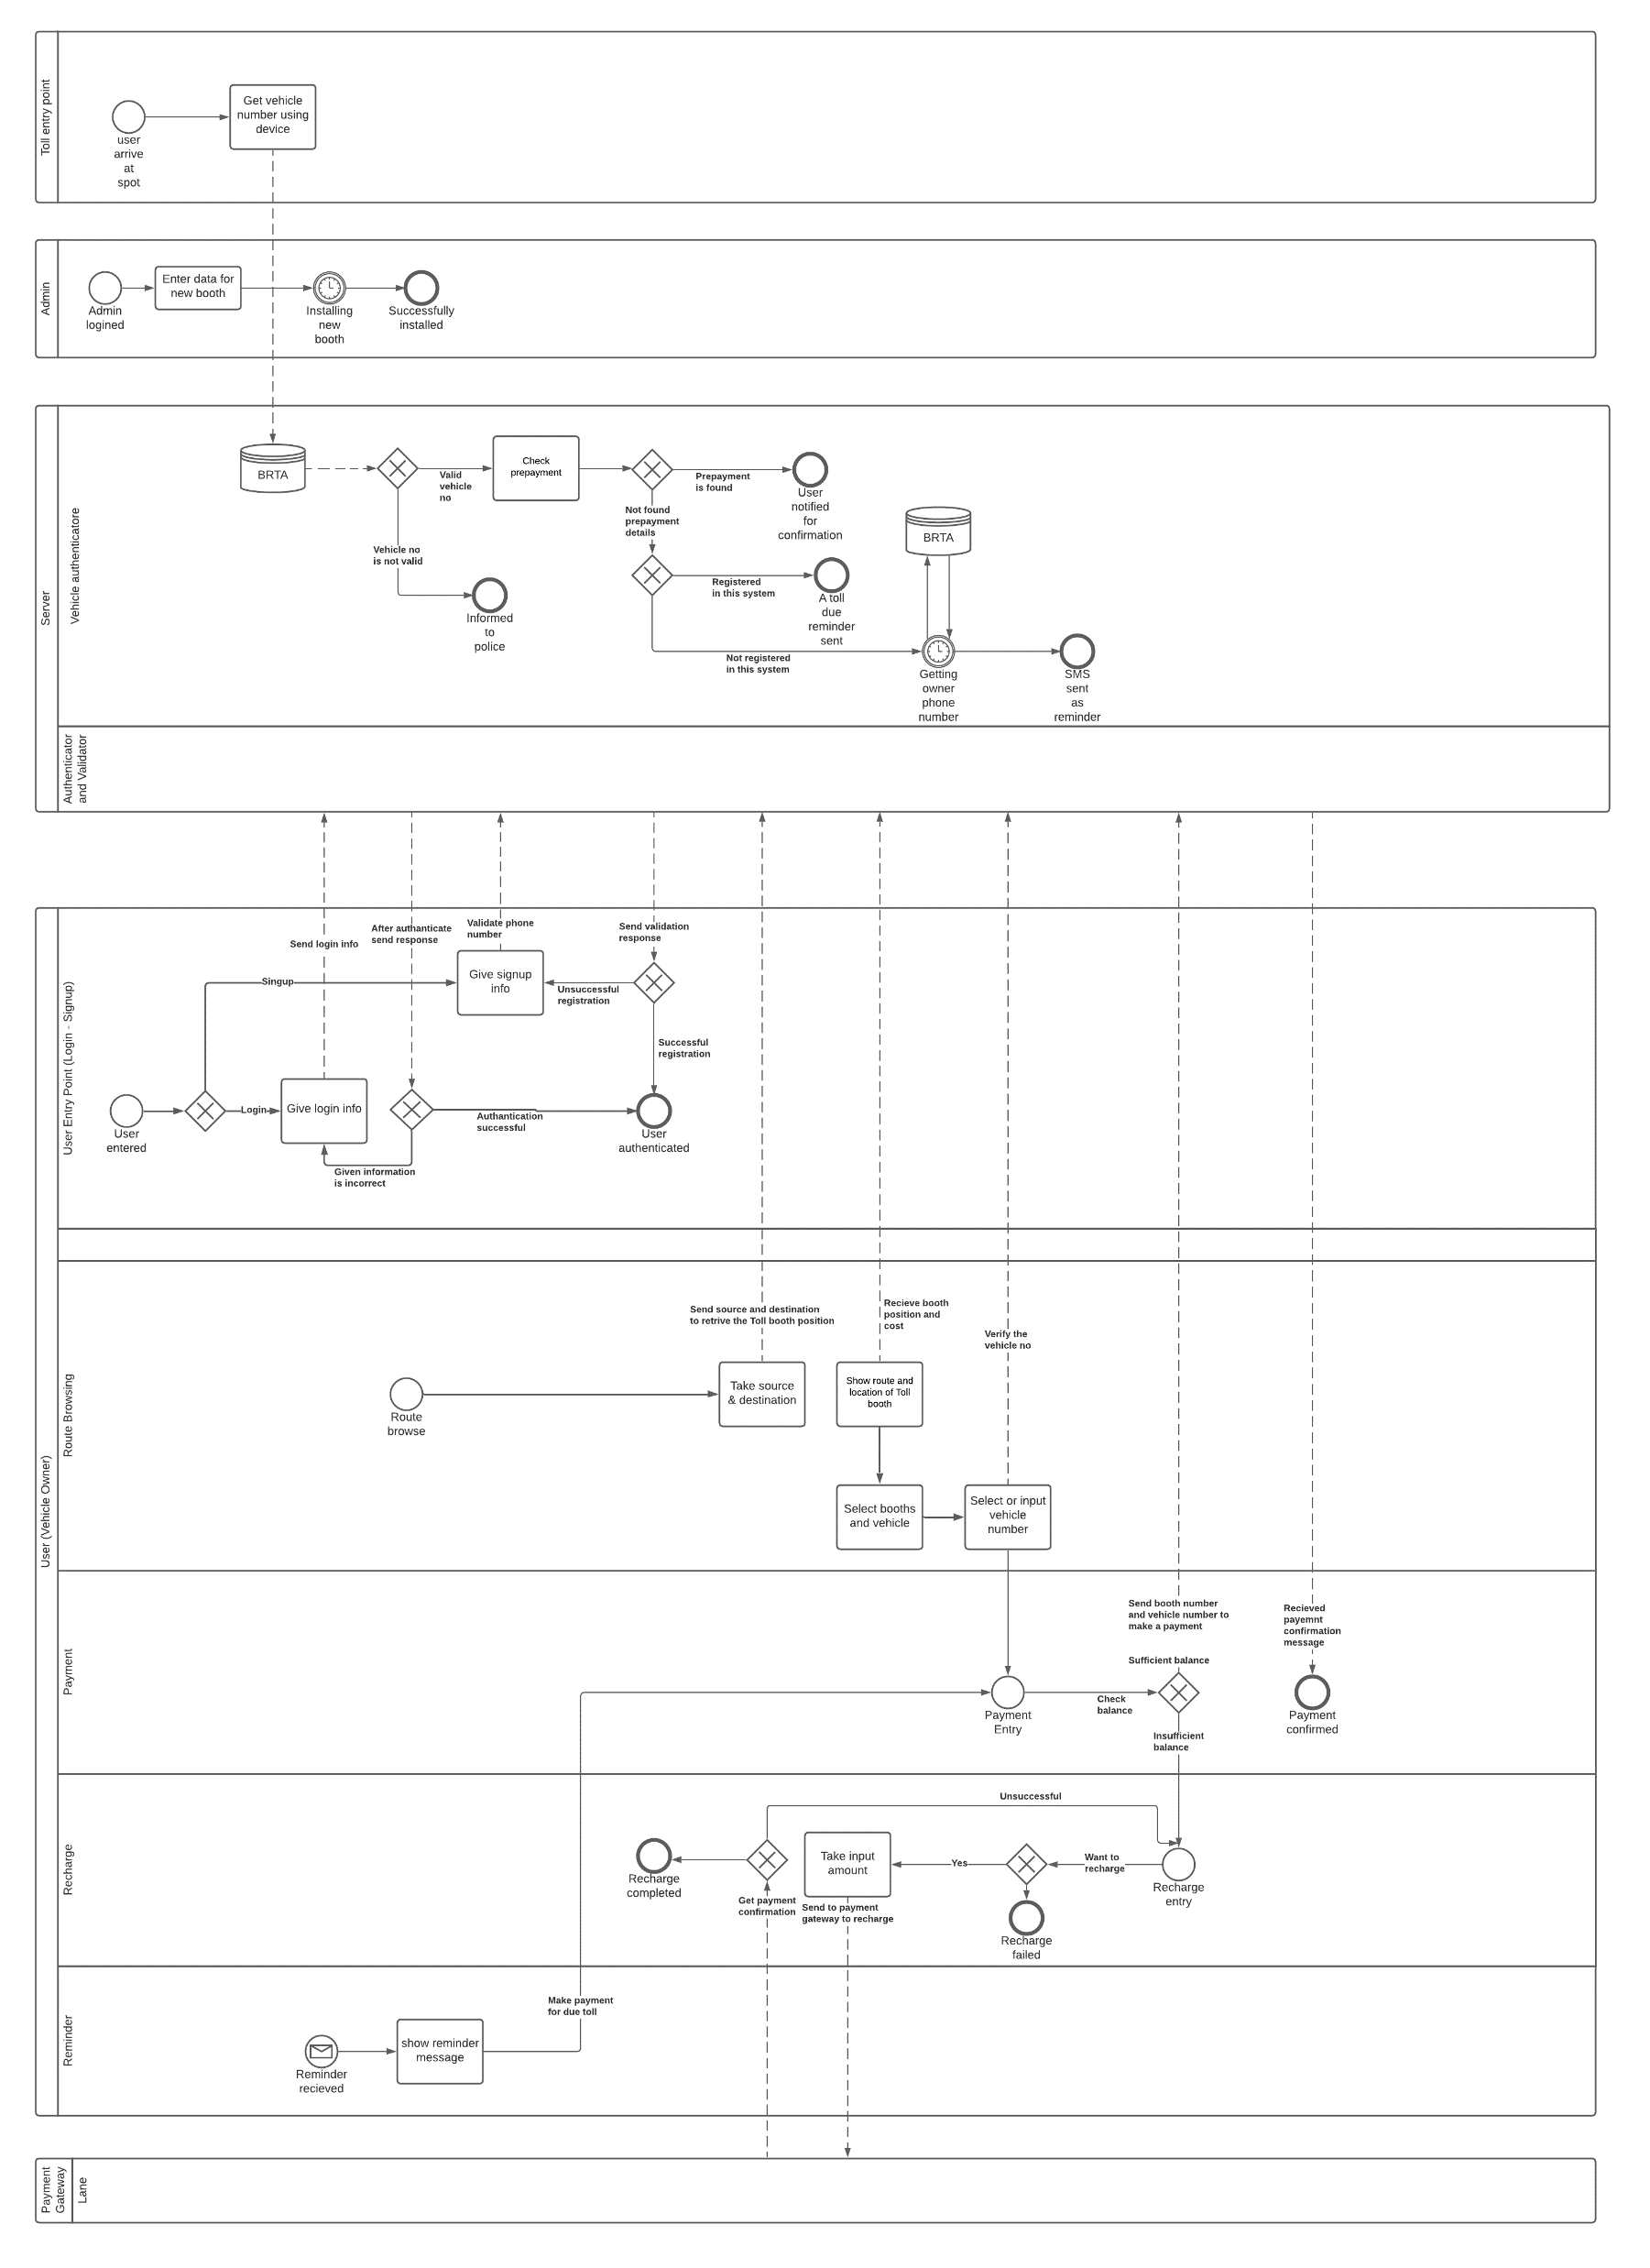 Toll entry point
Get vehicle
number using
device
user
arrive
at
spot
Admin
Enter data for
new booth
Admin
logined
Installing
new
booth
Successfully
installed
Server
Vehicle authenticatore
BRTA
Valid
vehicle
no
Check
prepayment
Prepayment
is found
User
notified
for
confirmation
Not found
prepayment
details
BRTA
Vehicle no
is not valid
Registered
in this system
A toll
due
reminder
sent
Informed
to
police
Not registered
in this system
Getting
owner
phone
number
SMS
sent
as
reminder
Authenticator
and Validator
User (Vehicle Owner)
User Entry Point (Login - Signup)
Send login info
After authanticate
send response
Validate phone
number
Send validation
response
Singup
Give signup
info
Unsuccessful
registration
Successful
registration
User
entered
Login
Give login info
Authantication
successful
User
authenticated
Given information
is incorrect
Route Browsing
Send source and destination
to retrive the Toll booth position
Recieve booth
position and
cost
Verify the
vehicle no
Route
browse
Take source
& destination
Show route and
location of Toll
booth
Select booths
and vehicle
Select or input
vehicle
number
Payment
Send booth number
and vehicle number to
make a payment
Recieved
payemnt
confirmation
message
Sufficient balance
Payment
Entry
Check
balance
Payment
confirmed
Insufficient
balance
Recharge
Unsuccessful
Recharge
completed
Take input
amount
Yes
Want to
recharge
Recharge
entry
Get payment
confirmation
Send to payment
gateway to recharge
Recharge
failed
Reminder
Make payment
for due toll
Reminder
recieved
show reminder
message
Payment
Gateway
Lane